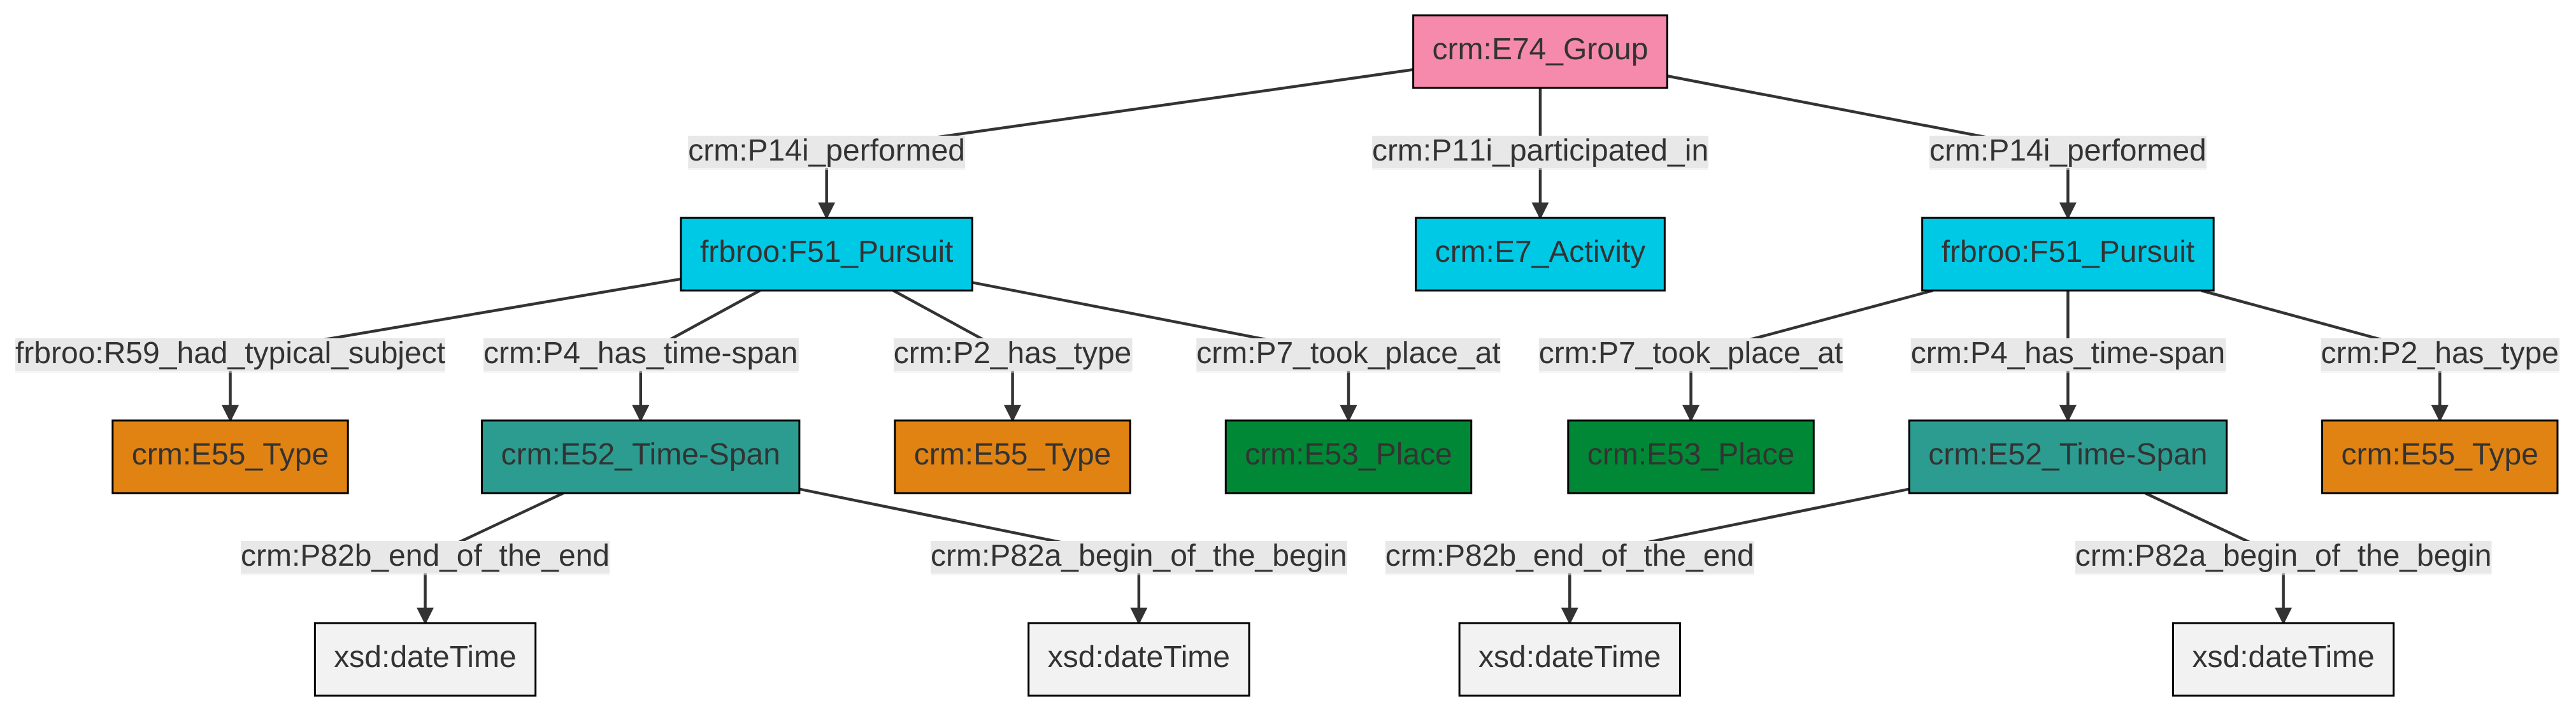 crm:E74_Group
crm:P14i_performed
crm:P11i_participated_in
crm:P14i_performed
frbroo:F51_Pursuit
crm:E7_Activity
frbroo:F51_Pursuit
frbroo:R59_had_typical_subject
crm:P4_has_time-span
crm:P2_has_type
crm:P7_took_place_at
crm:P7_took_place_at
crm:P4_has_time-span
crm:P2_has_type
crm:E55_Type
crm:E52_Time-Span
crm:E55_Type
crm:E53_Place
crm:E53_Place
crm:E52_Time-Span
crm:E55_Type
crm:P82b_end_of_the_end
crm:P82a_begin_of_the_begin
crm:P82b_end_of_the_end
crm:P82a_begin_of_the_begin
xsd:dateTime
xsd:dateTime
xsd:dateTime
xsd:dateTime